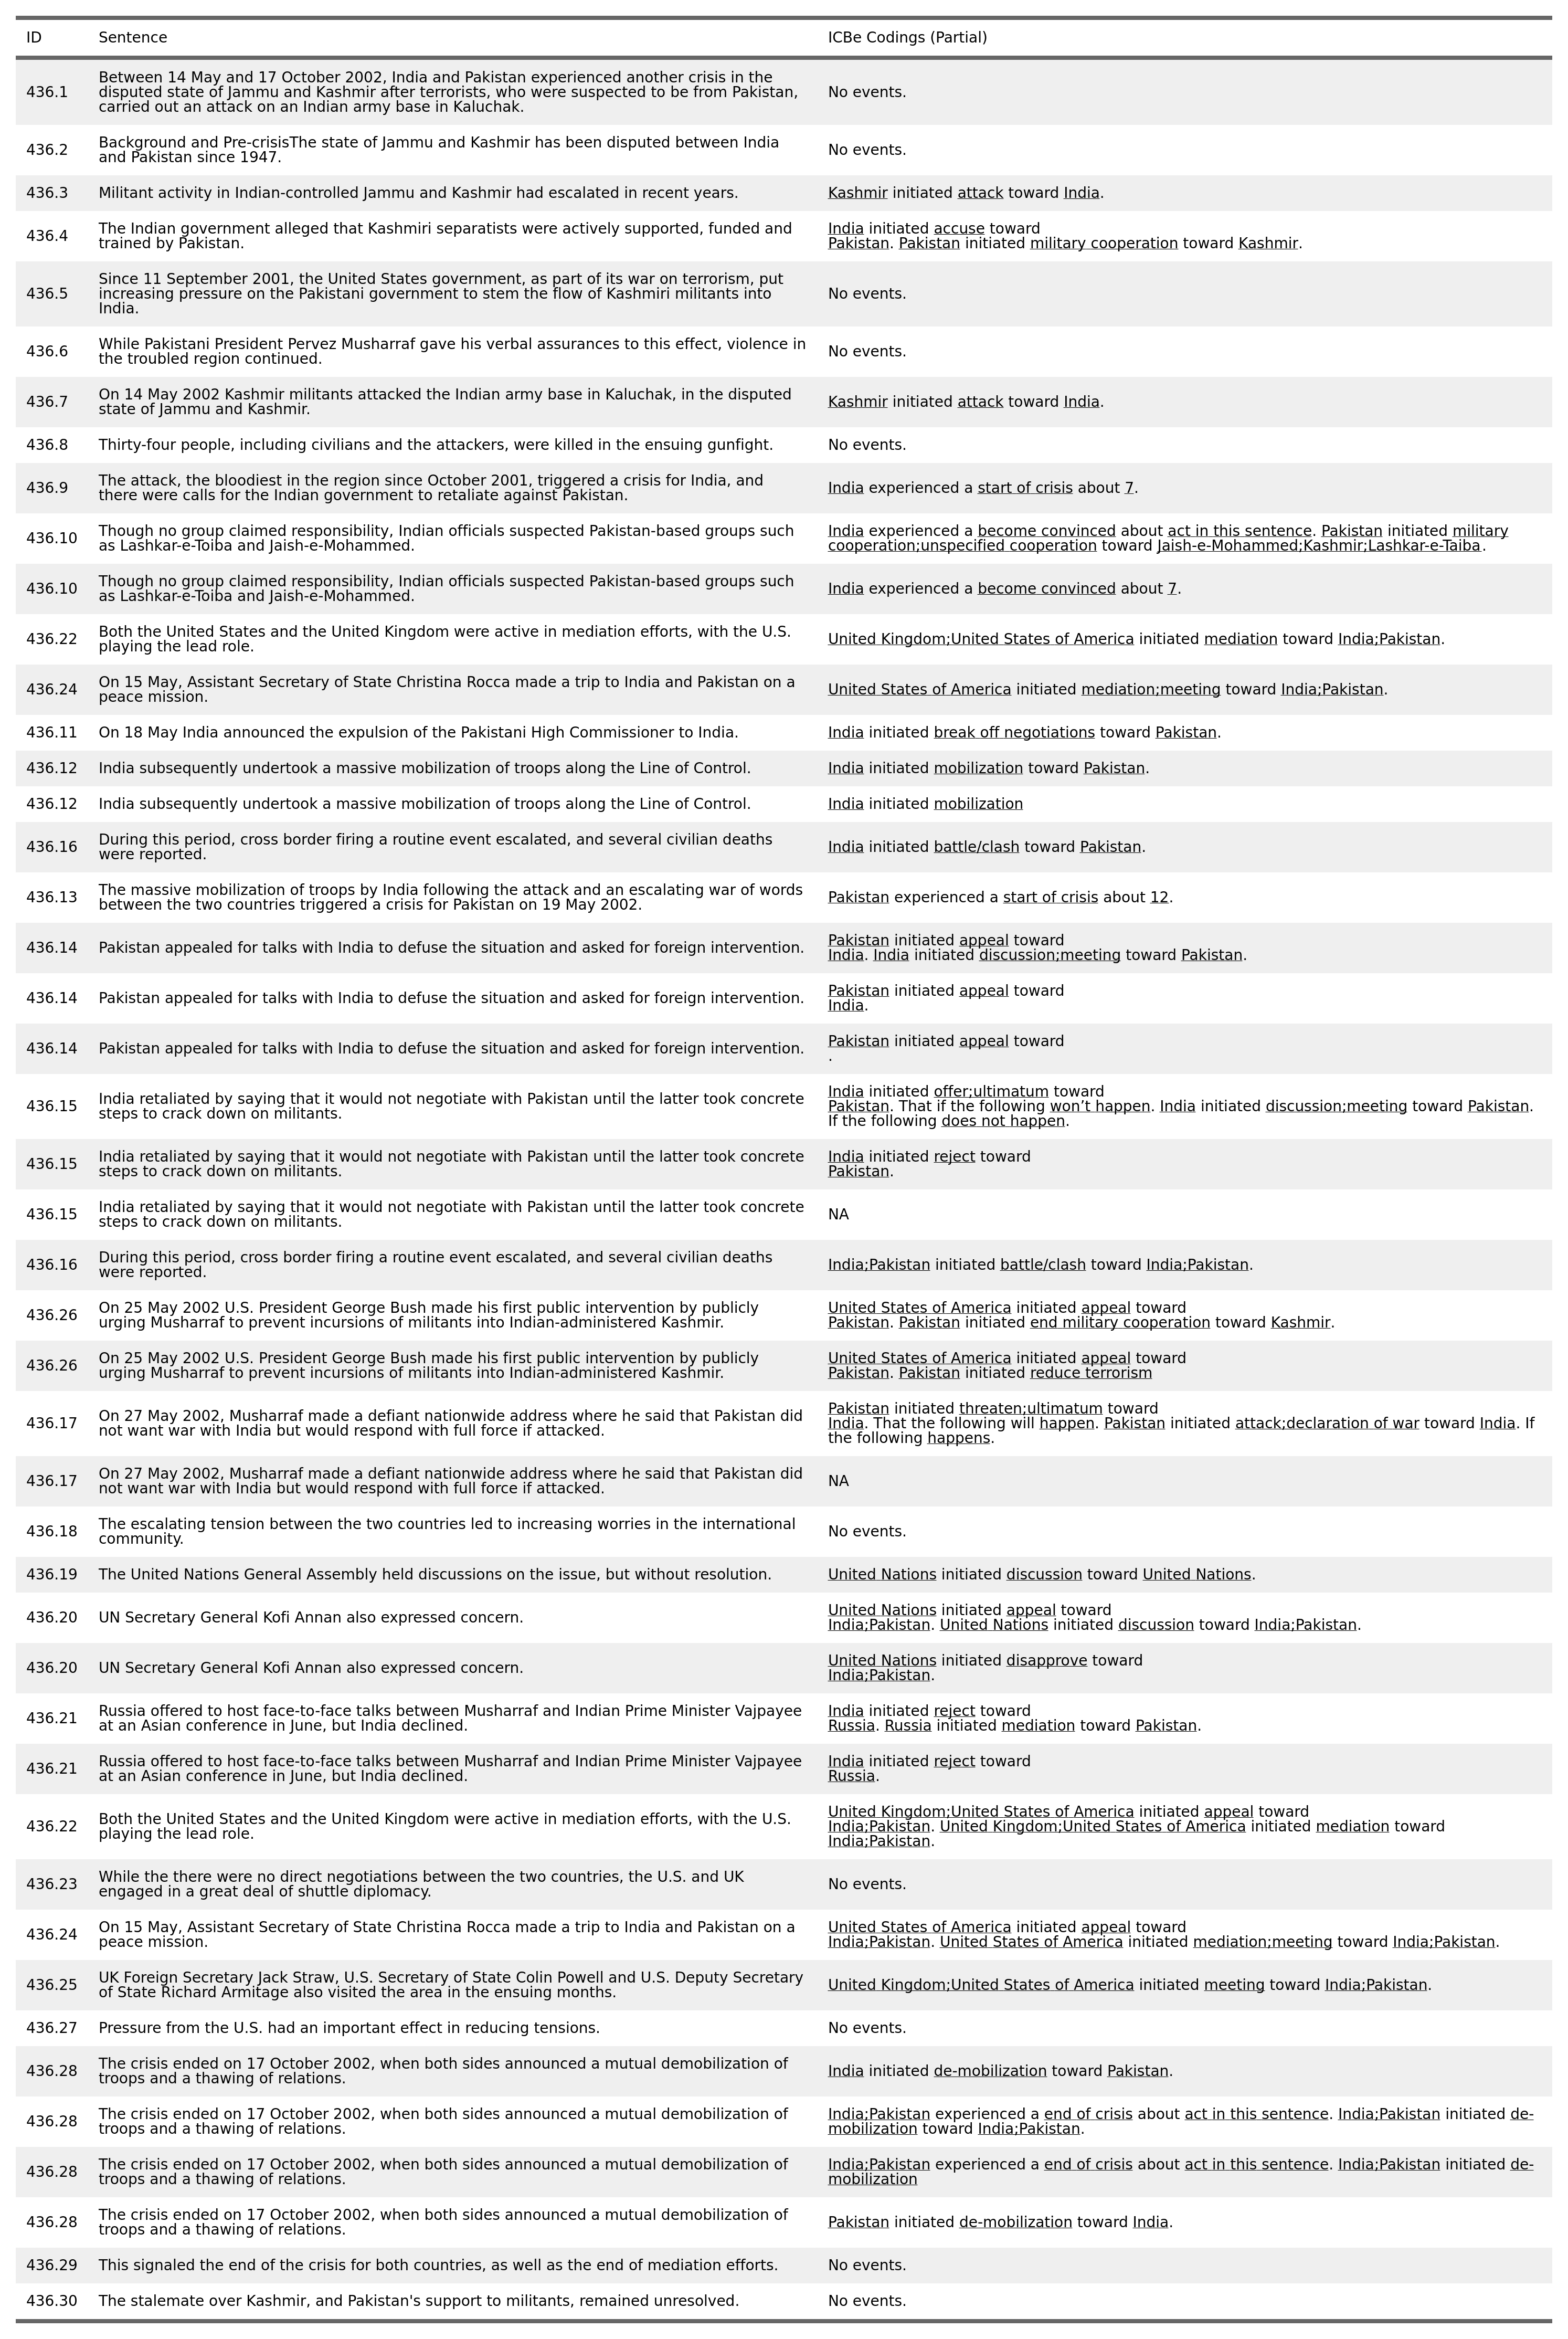 ID Sentence ICBe Codings (Partial)
436.1 Between 14 May and 17 October 2002, India and Pakistan experienced another crisis in the
disputed state of Jammu and Kashmir after terrorists, who were suspected to be from Pakistan,
carried out an attack on an Indian army base in Kaluchak.
No events.
436.2 Background and Pre-crisisThe state of Jammu and Kashmir has been disputed between India
and Pakistan since 1947.
No events.
436.3 Militant activity in Indian-controlled Jammu and Kashmir had escalated in recent years.
Kashmir initiated attack toward India.
436.4 The Indian government alleged that Kashmiri separatists were actively supported, funded and
trained by Pakistan.
India initiated accuse toward
Pakistan. Pakistan initiated military cooperation toward Kashmir.
436.5 Since 11 September 2001, the United States government, as part of its war on terrorism, put
increasing pressure on the Pakistani government to stem the flow of Kashmiri militants into
India.
No events.
436.6 While Pakistani President Pervez Musharraf gave his verbal assurances to this effect, violence in
the troubled region continued.
No events.
436.7 On 14 May 2002 Kashmir militants attacked the Indian army base in Kaluchak, in the disputed
state of Jammu and Kashmir.
Kashmir initiated attack toward India.
436.8 Thirty-four people, including civilians and the attackers, were killed in the ensuing gunfight.
No events.
436.9 The attack, the bloodiest in the region since October 2001, triggered a crisis for India, and
there were calls for the Indian government to retaliate against Pakistan.
India experienced a start of crisis about 7.
436.10 Though no group claimed responsibility, Indian officials suspected Pakistan-based groups such
as Lashkar-e-Toiba and Jaish-e-Mohammed.
India experienced a become convinced about act in this sentence. Pakistan initiated military
cooperation;unspecified cooperation toward Jaish-e-Mohammed;Kashmir;Lashkar-e-Taiba.
436.10 Though no group claimed responsibility, Indian officials suspected Pakistan-based groups such
as Lashkar-e-Toiba and Jaish-e-Mohammed.
India experienced a become convinced about 7.
436.22 Both the United States and the United Kingdom were active in mediation efforts, with the U.S.
playing the lead role.
United Kingdom;United States of America initiated mediation toward India;Pakistan.
436.24 On 15 May, Assistant Secretary of State Christina Rocca made a trip to India and Pakistan on a
peace mission.
United States of America initiated mediation;meeting toward India;Pakistan.
436.11 On 18 May India announced the expulsion of the Pakistani High Commissioner to India.
India initiated break off negotiations toward Pakistan.
436.12 India subsequently undertook a massive mobilization of troops along the Line of Control.
India initiated mobilization toward Pakistan.
436.12 India subsequently undertook a massive mobilization of troops along the Line of Control.
India initiated mobilization
436.16 During this period, cross border firing a routine event escalated, and several civilian deaths
were reported.
India initiated battle/clash toward Pakistan.
436.13 The massive mobilization of troops by India following the attack and an escalating war of words
between the two countries triggered a crisis for Pakistan on 19 May 2002.
Pakistan experienced a start of crisis about 12.
436.14 Pakistan appealed for talks with India to defuse the situation and asked for foreign intervention.
Pakistan initiated appeal toward
India. India initiated discussion;meeting toward Pakistan.
436.14 Pakistan appealed for talks with India to defuse the situation and asked for foreign intervention.
Pakistan initiated appeal toward
India.
436.14 Pakistan appealed for talks with India to defuse the situation and asked for foreign intervention.
Pakistan initiated appeal toward
.
436.15 India retaliated by saying that it would not negotiate with Pakistan until the latter took concrete
steps to crack down on militants.
India initiated offer;ultimatum toward
Pakistan. That if the following won’t happen. India initiated discussion;meeting toward Pakistan.
If the following does not happen.
436.15 India retaliated by saying that it would not negotiate with Pakistan until the latter took concrete
steps to crack down on militants.
India initiated reject toward
Pakistan.
436.15 India retaliated by saying that it would not negotiate with Pakistan until the latter took concrete
steps to crack down on militants.
NA
436.16 During this period, cross border firing a routine event escalated, and several civilian deaths
were reported.
India;Pakistan initiated battle/clash toward India;Pakistan.
436.26 On 25 May 2002 U.S. President George Bush made his first public intervention by publicly
urging Musharraf to prevent incursions of militants into Indian-administered Kashmir.
United States of America initiated appeal toward
Pakistan. Pakistan initiated end military cooperation toward Kashmir.
436.26 On 25 May 2002 U.S. President George Bush made his first public intervention by publicly
urging Musharraf to prevent incursions of militants into Indian-administered Kashmir.
United States of America initiated appeal toward
Pakistan. Pakistan initiated reduce terrorism
436.17 On 27 May 2002, Musharraf made a defiant nationwide address where he said that Pakistan did
not want war with India but would respond with full force if attacked.
Pakistan initiated threaten;ultimatum toward
India. That the following will happen. Pakistan initiated attack;declaration of war toward India. If
the following happens.
436.17 On 27 May 2002, Musharraf made a defiant nationwide address where he said that Pakistan did
not want war with India but would respond with full force if attacked.
NA
436.18 The escalating tension between the two countries led to increasing worries in the international
community.
No events.
436.19 The United Nations General Assembly held discussions on the issue, but without resolution.
United Nations initiated discussion toward United Nations.
436.20 UN Secretary General Kofi Annan also expressed concern.
United Nations initiated appeal toward
India;Pakistan. United Nations initiated discussion toward India;Pakistan.
436.20 UN Secretary General Kofi Annan also expressed concern.
United Nations initiated disapprove toward
India;Pakistan.
436.21 Russia offered to host face-to-face talks between Musharraf and Indian Prime Minister Vajpayee
at an Asian conference in June, but India declined.
India initiated reject toward
Russia. Russia initiated mediation toward Pakistan.
436.21 Russia offered to host face-to-face talks between Musharraf and Indian Prime Minister Vajpayee
at an Asian conference in June, but India declined.
India initiated reject toward
Russia.
436.22 Both the United States and the United Kingdom were active in mediation efforts, with the U.S.
playing the lead role.
United Kingdom;United States of America initiated appeal toward
India;Pakistan. United Kingdom;United States of America initiated mediation toward
India;Pakistan.
436.23 While the there were no direct negotiations between the two countries, the U.S. and UK
engaged in a great deal of shuttle diplomacy.
No events.
436.24 On 15 May, Assistant Secretary of State Christina Rocca made a trip to India and Pakistan on a
peace mission.
United States of America initiated appeal toward
India;Pakistan. United States of America initiated mediation;meeting toward India;Pakistan.
436.25 UK Foreign Secretary Jack Straw, U.S. Secretary of State Colin Powell and U.S. Deputy Secretary
of State Richard Armitage also visited the area in the ensuing months.
United Kingdom;United States of America initiated meeting toward India;Pakistan.
436.27 Pressure from the U.S. had an important effect in reducing tensions.
No events.
436.28 The crisis ended on 17 October 2002, when both sides announced a mutual demobilization of
troops and a thawing of relations.
India initiated de-mobilization toward Pakistan.
436.28 The crisis ended on 17 October 2002, when both sides announced a mutual demobilization of
troops and a thawing of relations.
India;Pakistan experienced a end of crisis about act in this sentence. India;Pakistan initiated de-
mobilization toward India;Pakistan.
436.28 The crisis ended on 17 October 2002, when both sides announced a mutual demobilization of
troops and a thawing of relations.
India;Pakistan experienced a end of crisis about act in this sentence. India;Pakistan initiated de-
mobilization
436.28 The crisis ended on 17 October 2002, when both sides announced a mutual demobilization of
troops and a thawing of relations.
Pakistan initiated de-mobilization toward India.
436.29 This signaled the end of the crisis for both countries, as well as the end of mediation efforts.
No events.
436.30 The stalemate over Kashmir, and Pakistan's support to militants, remained unresolved.
No events.